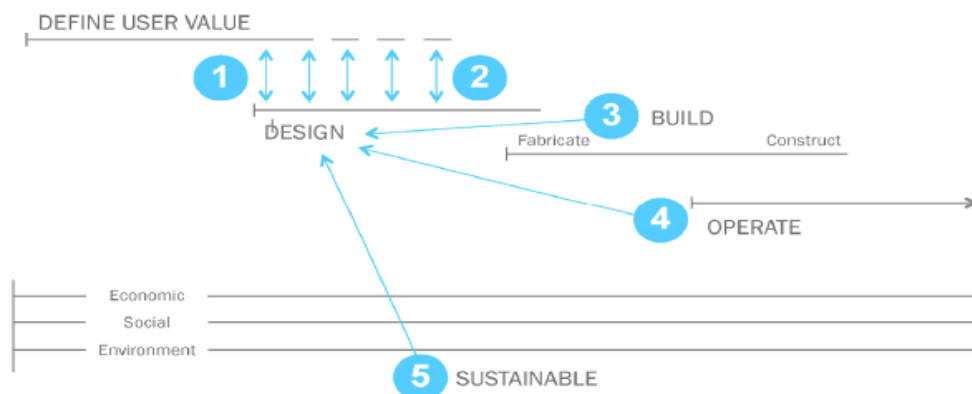 DEFINE USER VALUE
1
2
3 BUILD
DESIGN
Fabricate Construct
4
OPERATE
Economic
Social
Environment
5 SUSTAINABLE